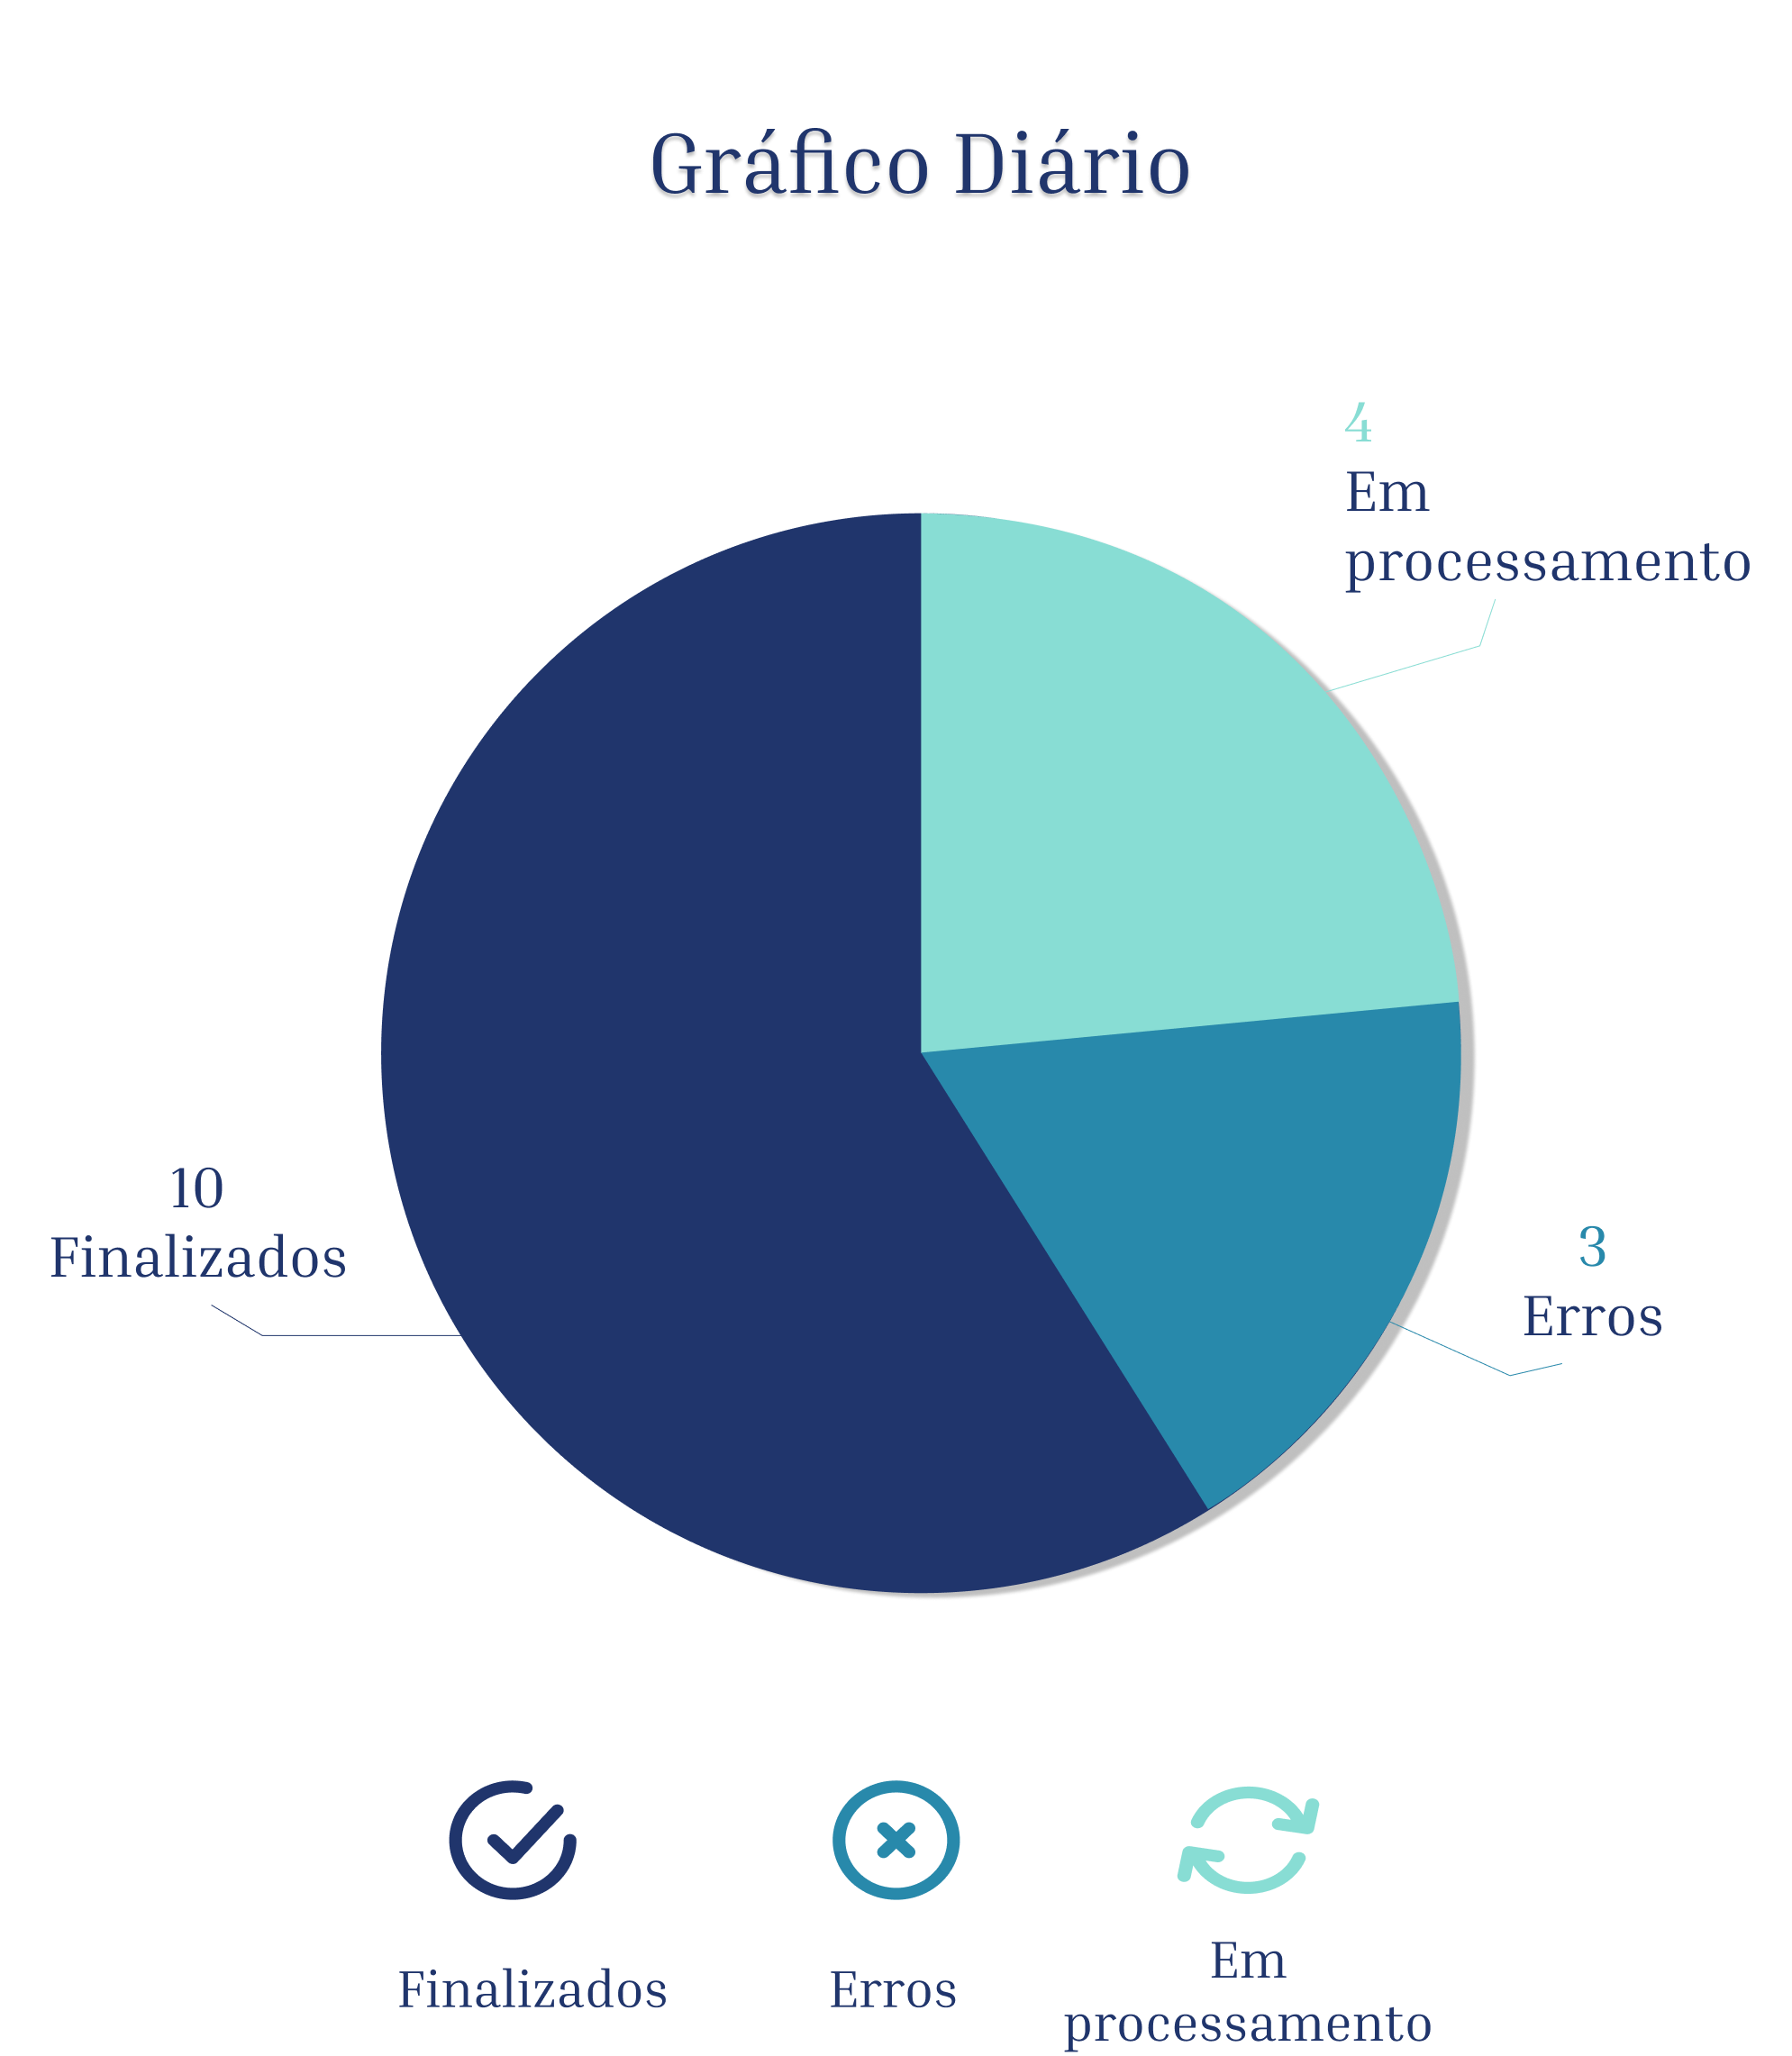 Gráfico Diário
4
Em
processamento
10
Finalizados
3
Erros
Finalizados
Erros
Em
processamento